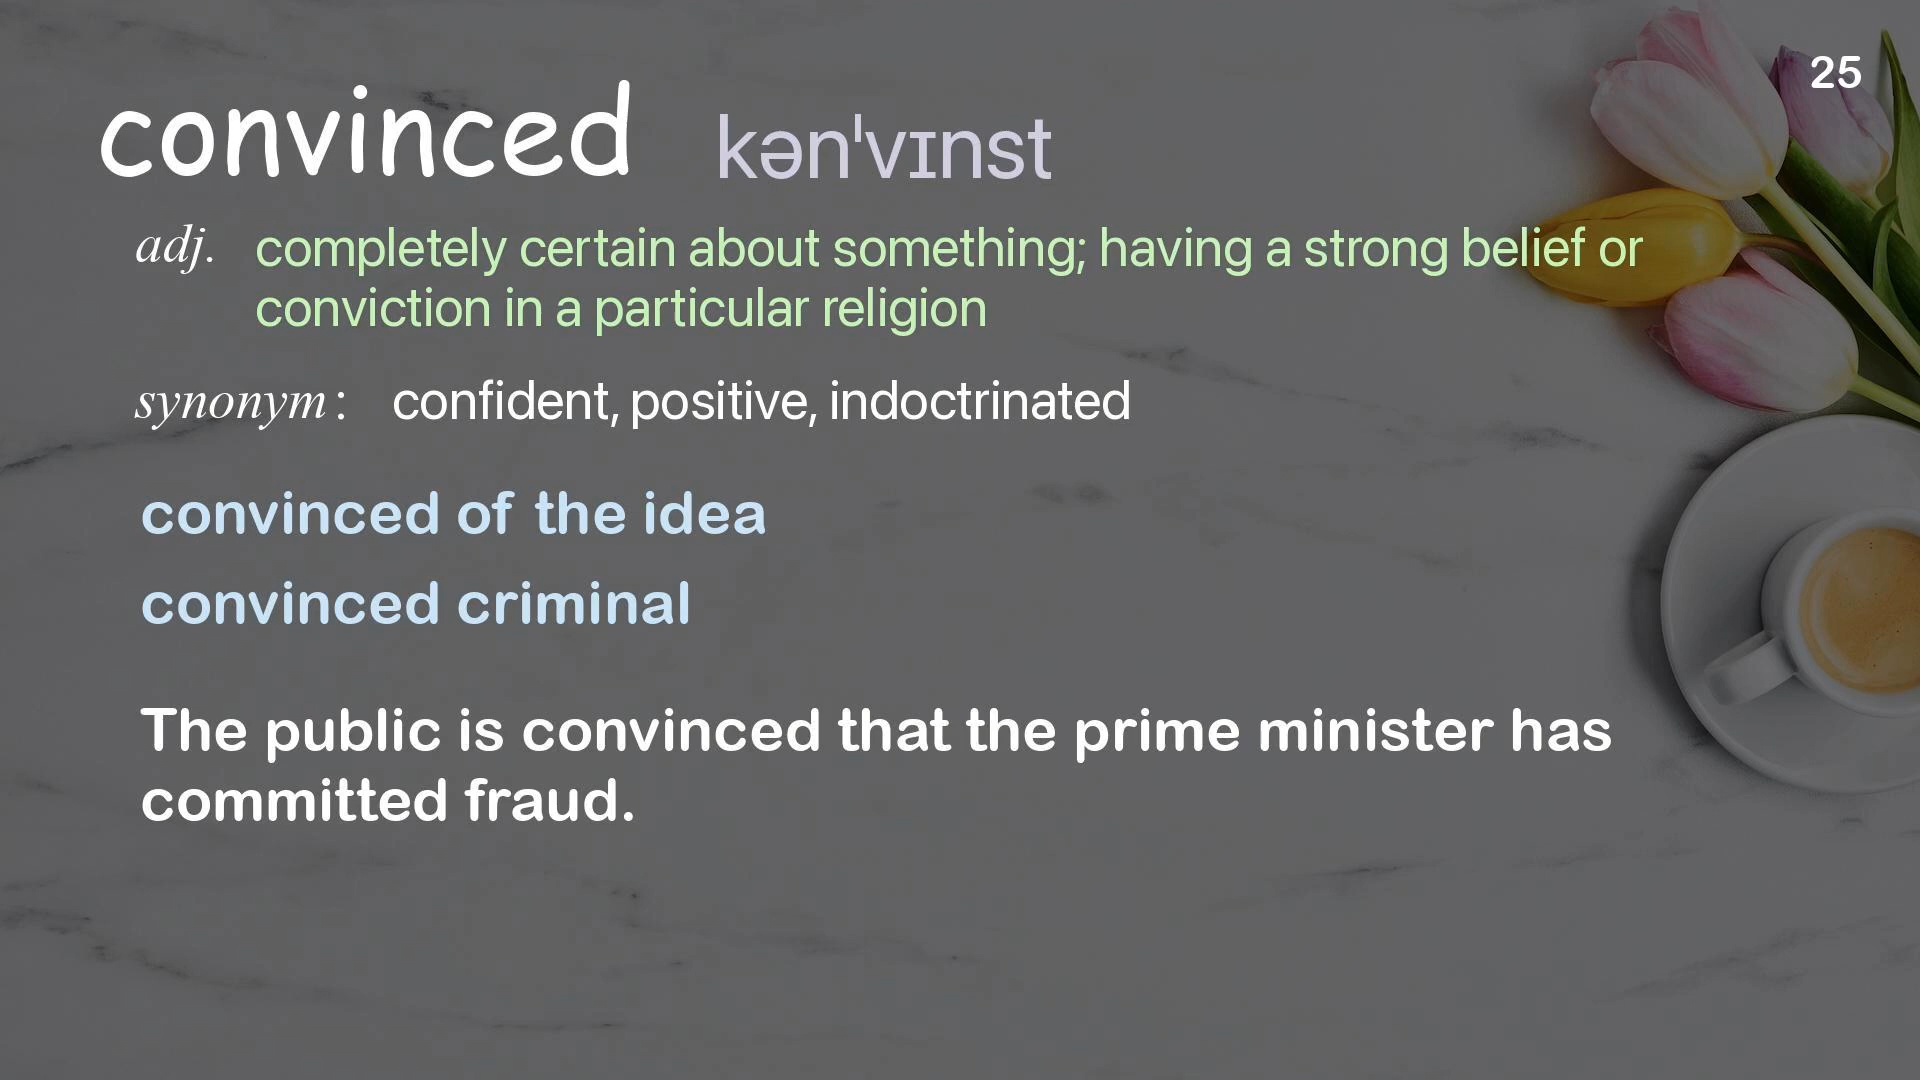 25
convinced kən'vɪnst
adj. completely certain about something; having a strong belief or
conviction in a particular religion
synonym: confident, positive, indoctrinated
convinced of the idea
convinced criminal
The public is convinced that the prime minister has
committed fraud.